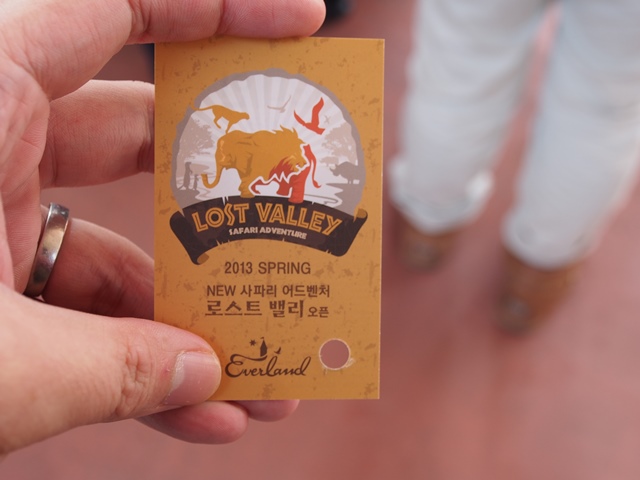 LOST VALLEY
SAFARI ADVENTURE
2013 SPRING
NEW 사파리 어드벤처
로스트 밸리 오픈
Everland